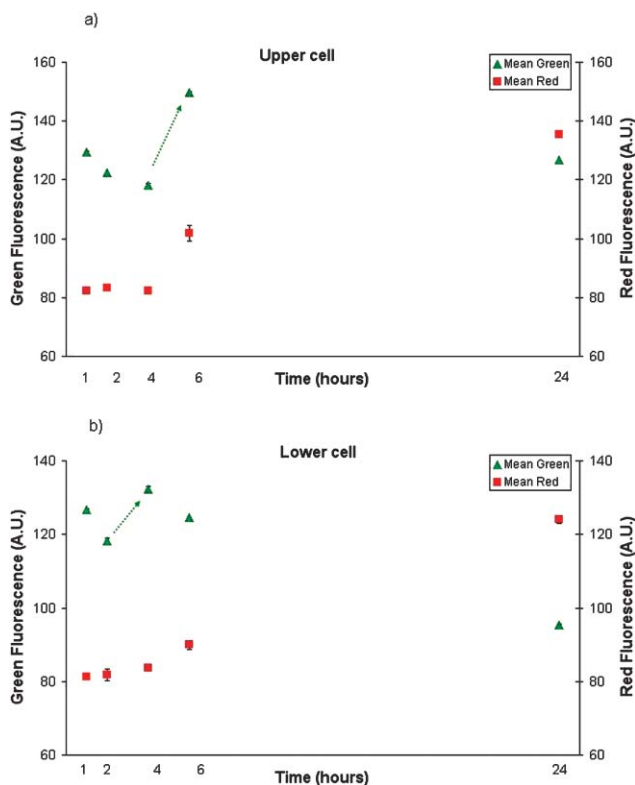 a)
Upper cell
Mean Green
Mean Red
160
140
120
100
80
60
Green Fluorescence (A.U.)
160
140
120
100
80
60
Red Fluorescence (A.U.)
1 2 4 6 Time (hours) 24
b)
Lower cell
Mean Green
Mean Red
140
120
100
80
60
Green Fluorescence (A.U.)
140
120
100
80
60
Red Fluorescence (A.U.)
1 2 4 6 24
Time (hours)